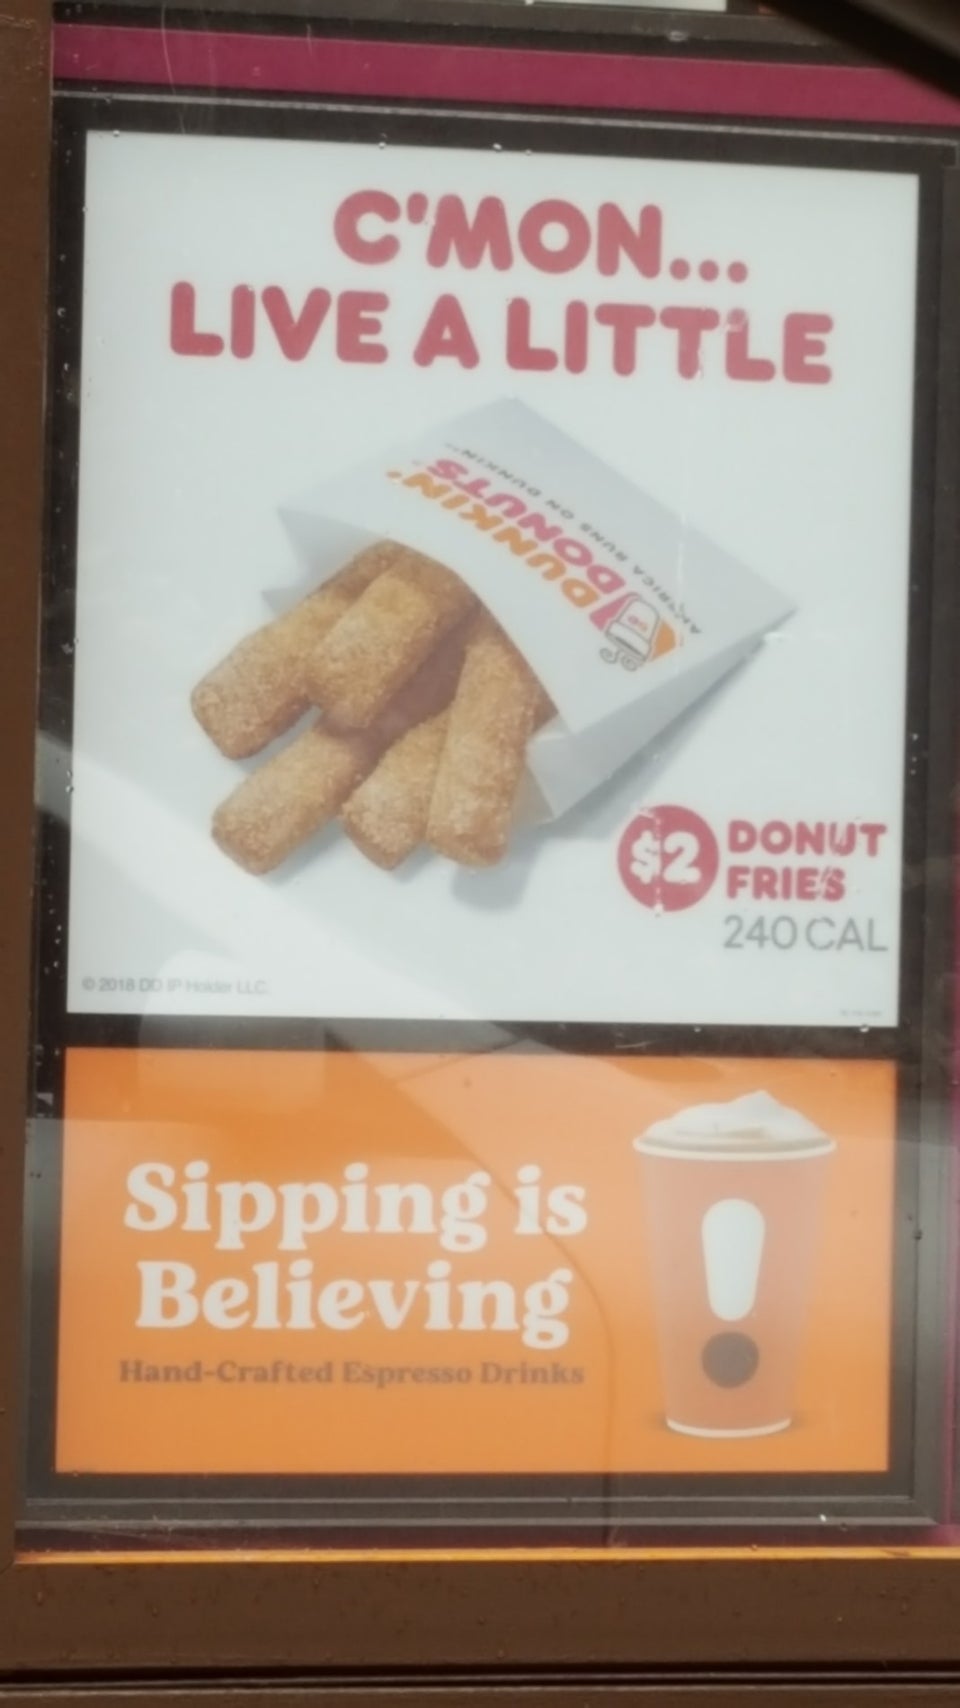 C'MON...
LIVE A LITTLE
DUNKIN'
DONUTS
AMERICA RUNS ON DUNKIN'
$2 DONUT
FRIES
240 CAL
© 2018 DD IP Holder LLC.
Sipping is
Believing
Hand-Crafted Espresso Drinks